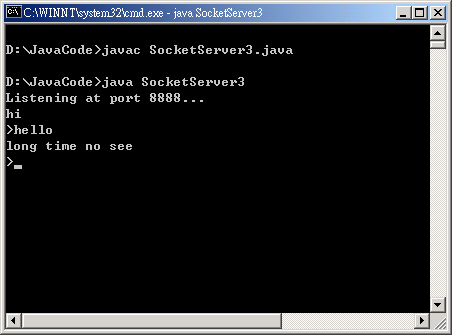 C:\WINNT\system32\cmd.exe - java SocketServer3
D:\JavaCode>javac SocketServer3.java
D:\JavaCode>java SocketServer3
Listening at port 8888...
hi
>hello
long time no see
>_